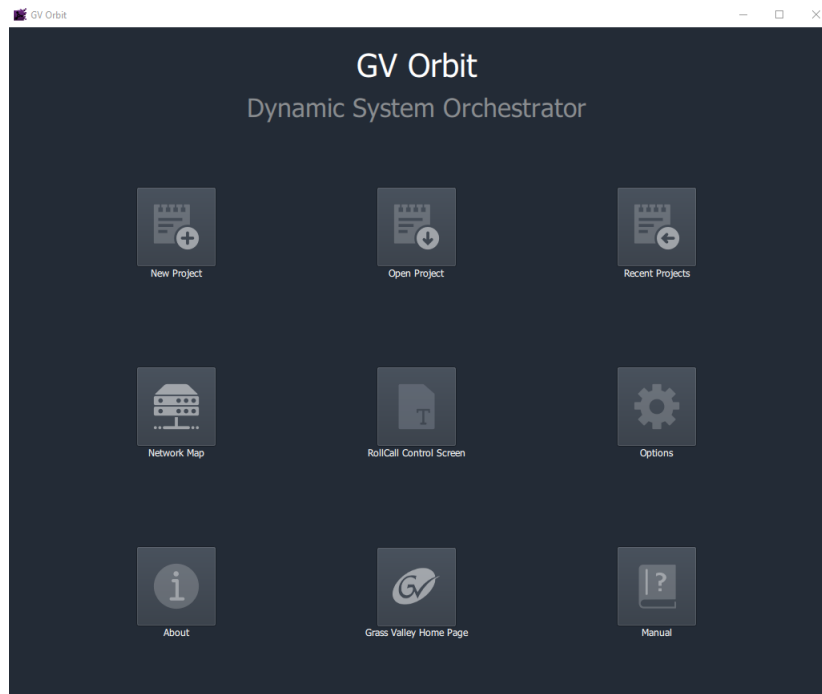 GV Orbit
GV Orbit
Dynamic System Orchestrator
New Project
Open Project
Recent Projects
T
Network Map
RollCall Control Screen
Options
i
GV
?
About
Grass Valley Home Page
Manual